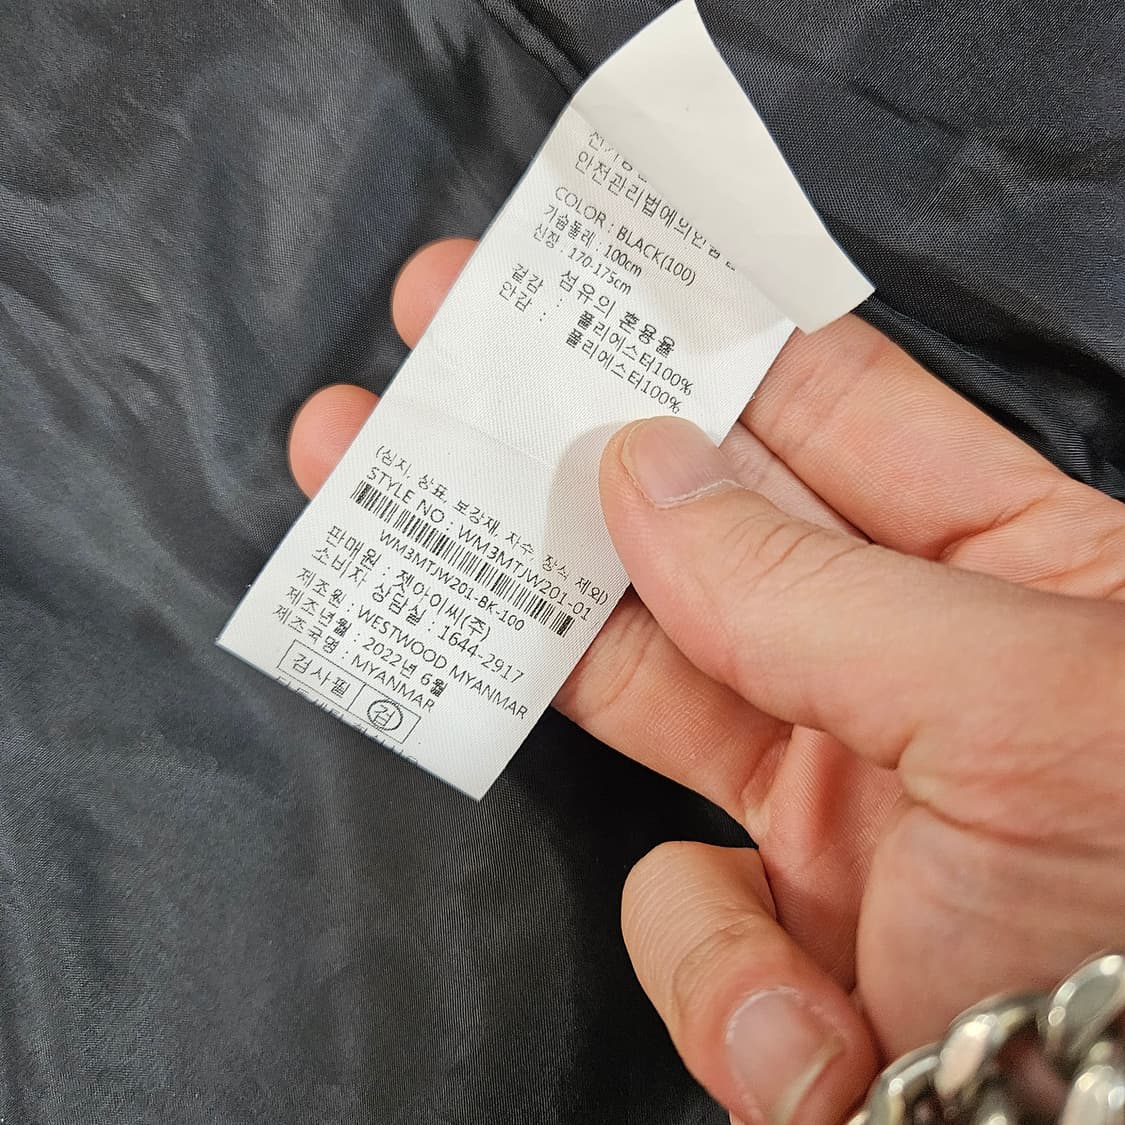 안전관리법에의한
COLOR : BLACK(100)
가슴둘레 : 100cm
신장 : 170-175cm
섬유의 혼용율
겉감 : 폴리에스터100%
안감 : 폴리에스터100%
(심지, 상표, 보강재, 자수, 장식 제외)
STYLE NO : WM3MTJW201-01
WM3MTJW201-BK-100
판매원 : 젯아이씨(주)
소비자 상담실 : 1644-2917
제조원 : WESTWOOD MYANMAR
제조년월 : 2022년 6월
제조국명 : MYANMAR
검사필 검